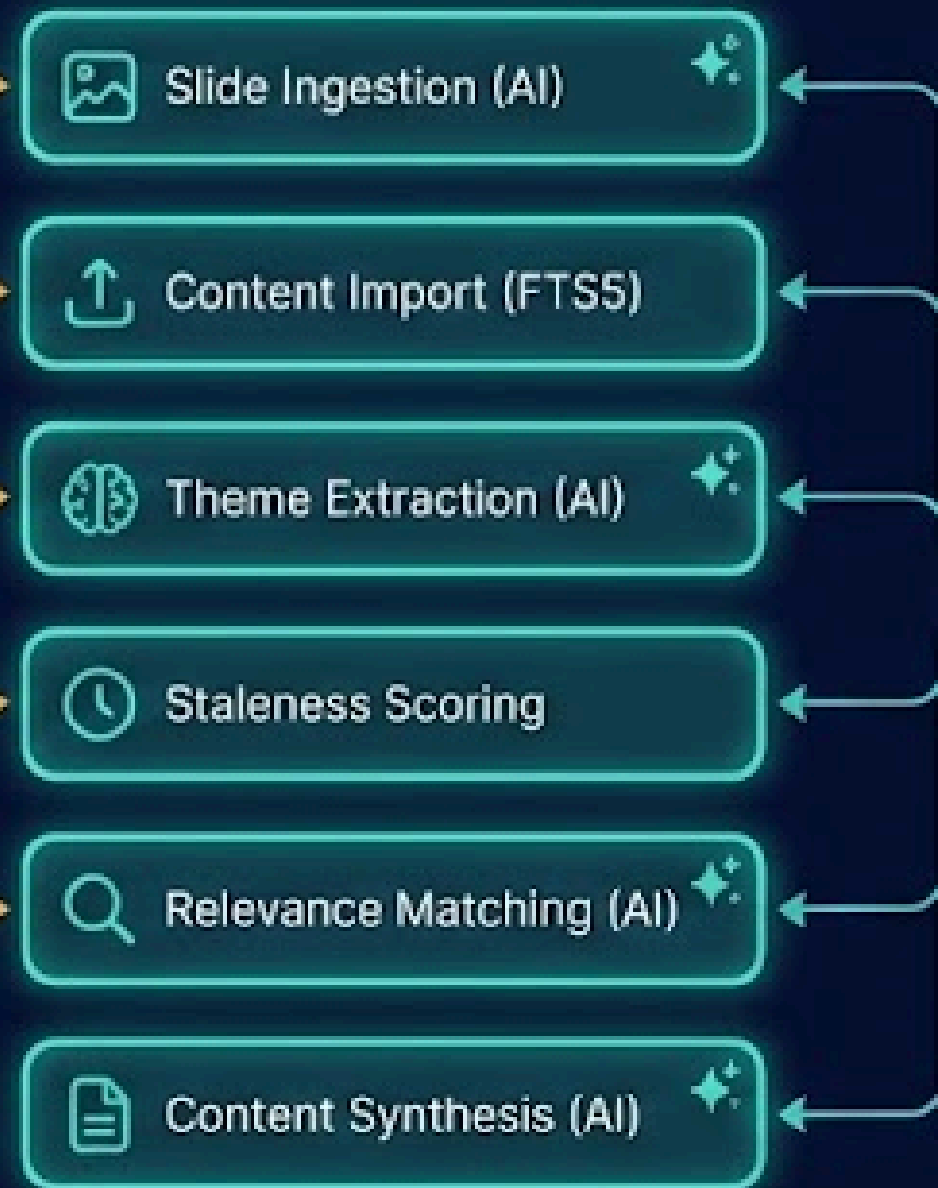 Slide Ingestion (AI)
Content Import (FTS5)
Theme Extraction (AI)
Staleness Scoring
Relevance Matching (AI)
Content Synthesis (AI)